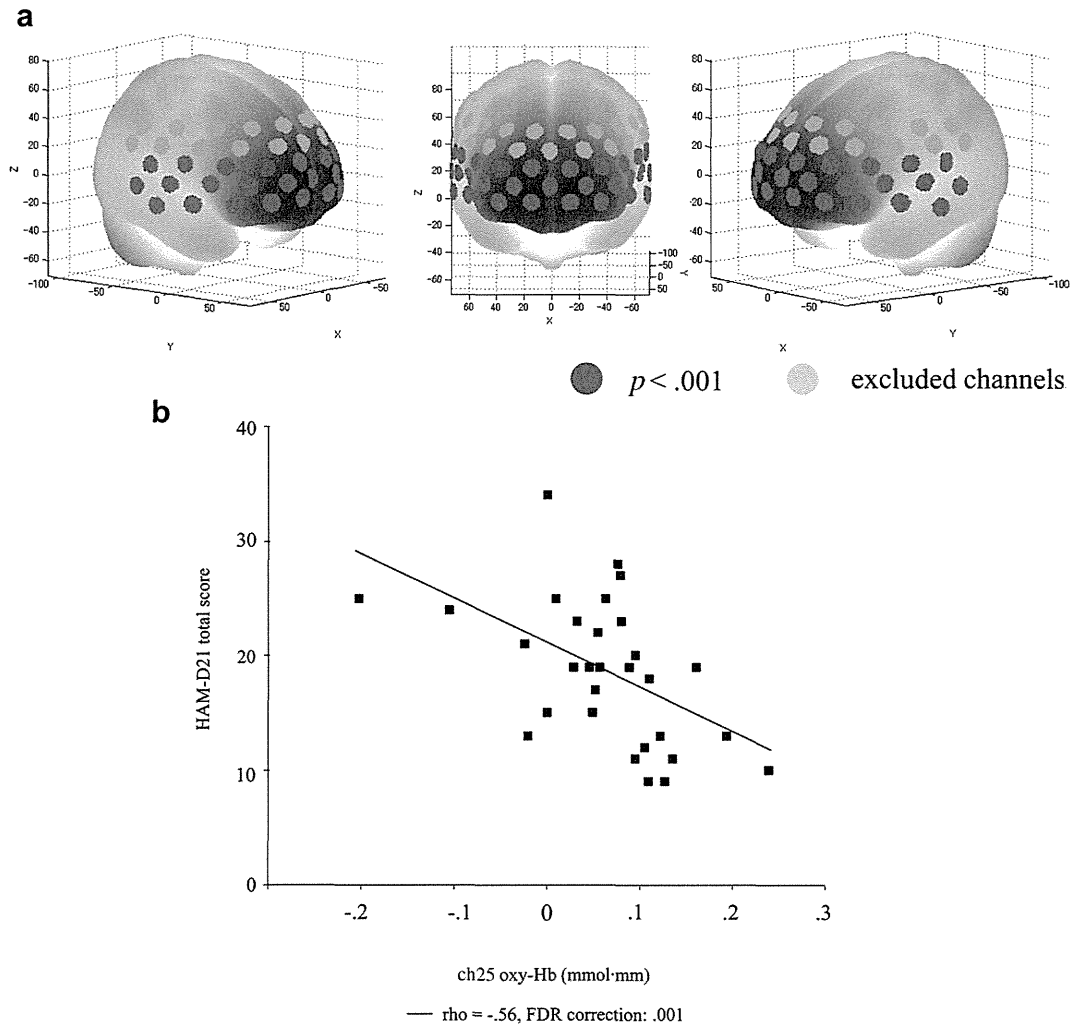 a
80
60
40
20
0
-20
-40
-60
Z
-100
-50
0
50
Y
50
0
-50
X
80
60
40
20
0
-20
-40
-60
Z
60 40 20 0 -20 -40 -60
X
-100
-50
0
50
Y
80
60
40
20
0
-20
-40
-60
Z
50
0
X
50
0
-50
-100
Y
p < .001
excluded channels
b
40
30
20
10
0
HAM-D21 total score
-.2 -.1 0 .1 .2 .3
ch25 oxy-Hb (mmol·mm)
rho = -.56, FDR correction: .001